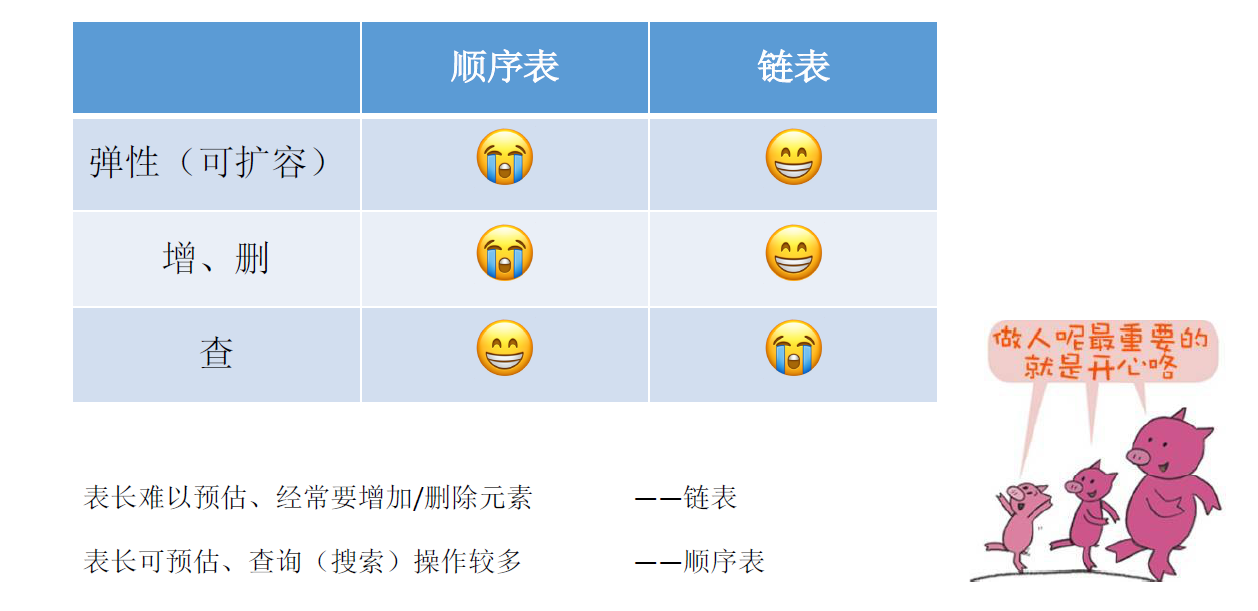 顺序表 链表
弹性（可扩容） 😭 😁
增、删 😭 😁
查 😁 😭
做人呢最重要的
就是开心咯
表长难以预估、经常要增加/删除元素 ——链表
表长可预估、查询（搜索）操作较多 ——顺序表